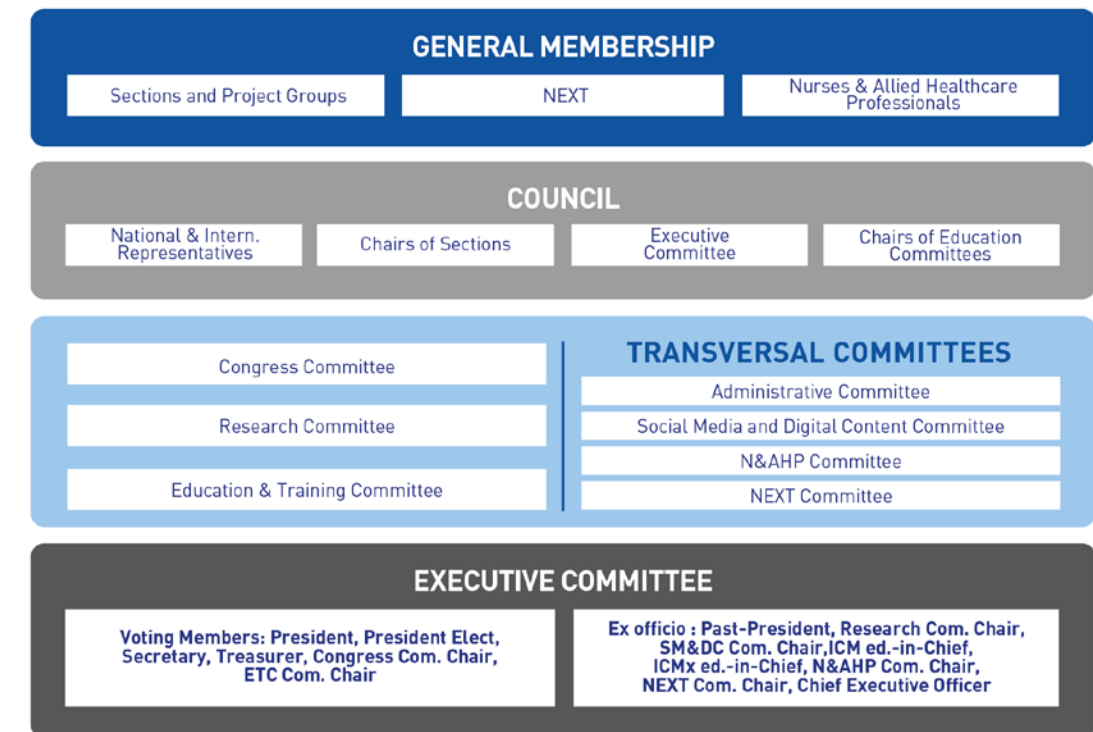 GENERAL MEMBERSHIP
Sections and Project Groups
NEXT
Nurses & Allied Healthcare
Professionals
COUNCIL
National & Intern.
Representatives
Chairs of Sections
Executive
Committee
Chairs of Education
Committees
Congress Committee
Research Committee
Education & Training Committee
TRANSVERSAL COMMITTEES
Administrative Committee
Social Media and Digital Content Committee
N&AHP Committee
NEXT Committee
EXECUTIVE COMMITTEE
Voting Members: President, President Elect,
Secretary, Treasurer, Congress Com. Chair,
ETC Com. Chair
Ex officio : Past-President, Research Com. Chair,
SM&DC Com. Chair,ICM ed.-in-Chief,
ICMx ed.-in-Chief, N&AHP Com. Chair,
NEXT Com. Chair, Chief Executive Officer